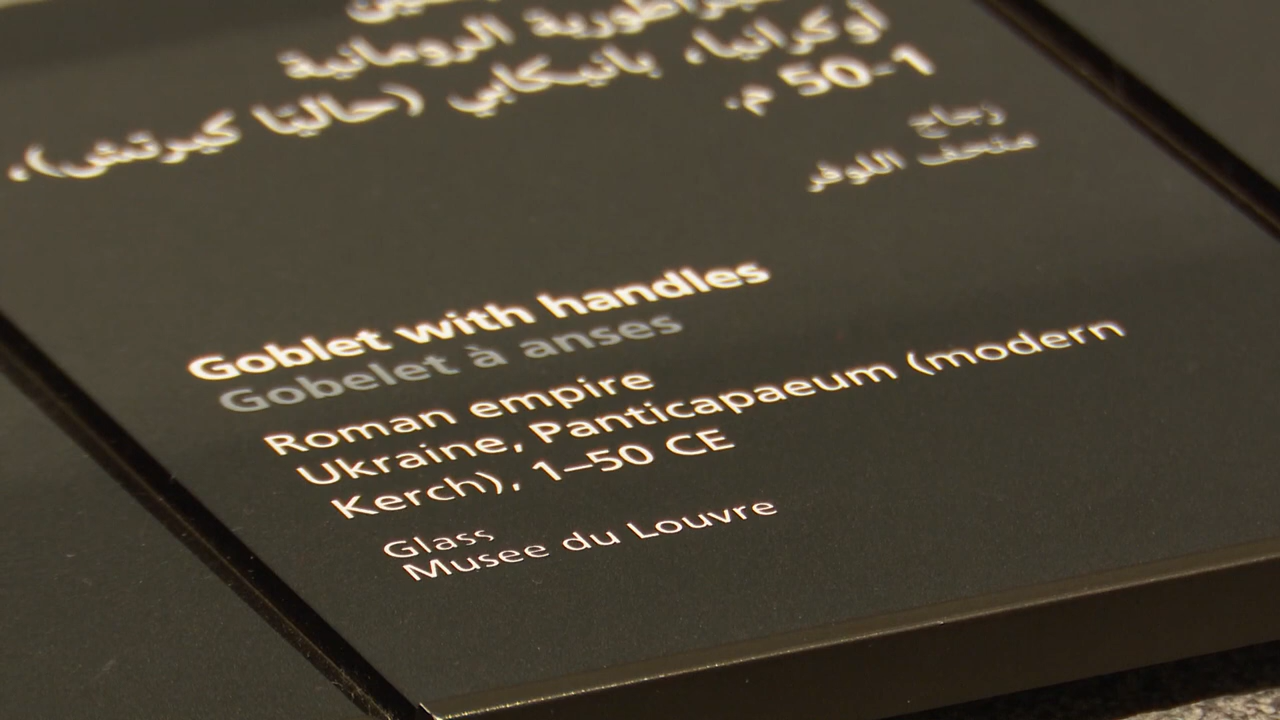 الإمبراطورية الرومانية
أوكرانيا، بانتيكابي (حاليًا كيرتش)،
1-50 م.
زجاج
متحف اللوفر
Goblet with handles
Gobelet à anses
Roman empire
Ukraine, Panticapaeum (modern
Kerch), 1–50 CE
Glass
Musee du Louvre